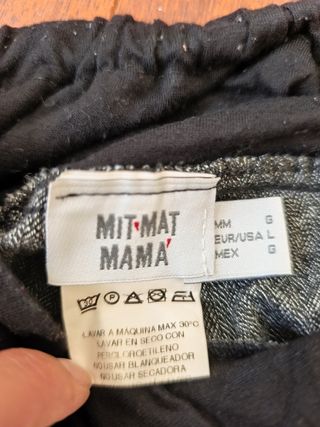 MIT·MAT
MAMÁ
MM G
EUR/USA L
MEX G
LAVAR A MAQUINA MAX 30°C
LAVAR EN SECO CON
PERCLOROETILENO
NO USAR BLANQUEADOR
NO USAR SECADORA